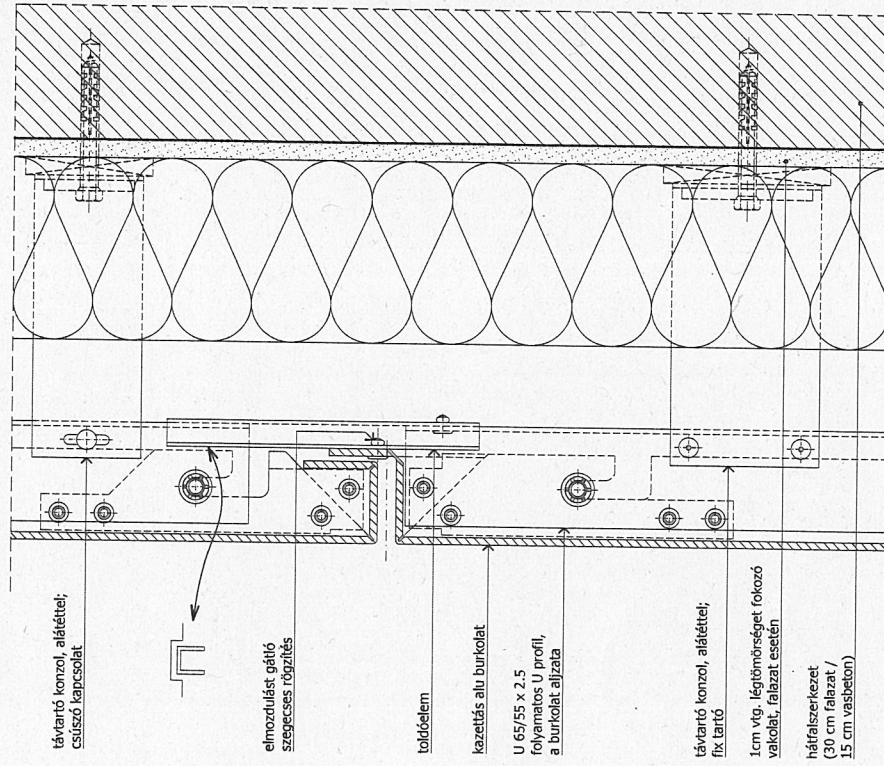 távtartó konzol, alátéttel;
csúszó kapcsolat
elmozdulást gátló
szegecses rögzítés
toldóelem
kazettás alu burkolat
U 65/55 x 2.5
folyamatos U profil,
a burkolat aljzata
távtartó konzol, alátéttel;
fix tartó
1cm vtg. légtömörséget fokozó
vakolat, falazat esetén
hátfalszerkezet
(30 cm falazat /
15 cm vasbeton)